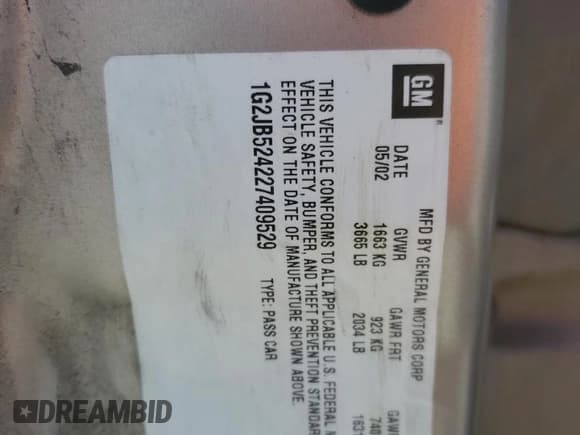 GM
MFD BY GENERAL MOTORS CORP
DATE GVWR GAWR FRT
05/02 1663 KG 923 KG
3665 LB 2034 LB
THIS VEHICLE CONFORMS TO ALL APPLICABLE U.S. FEDERAL
VEHICLE SAFETY, BUMPER, AND THEFT PREVENTION
EFFECT ON THE DATE OF MANUFACTURE SHOWN ABOVE.
1G2JB524227409529 TYPE: PASS CAR
DREAMBID